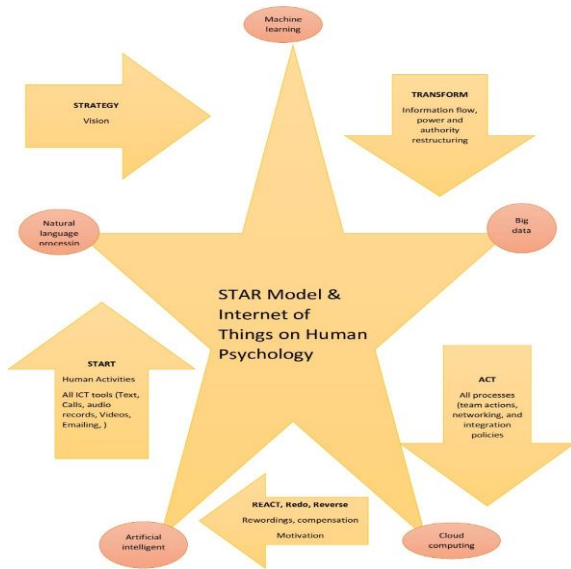 Machine
learning
STRATEGY
Vision
TRANSFORM
Information flow,
power and
authority
restructuring
Natural
language
processin
Big
data
STAR Model &
Internet of
Things on Human
Psychology
START
Human Activities
All ICT tools (Text,
Calls, audio
records, Videos,
Emailing, )
ACT
All processes
(team actions,
networking, and
integration
policies
REACT, Redo, Reverse
Rewordings, compensation
Motivation
Artificial
intelligent
Cloud
computing